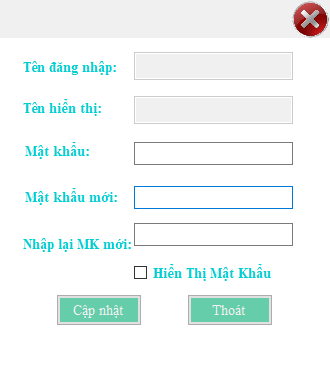 Tên đăng nhập:
Tên hiển thị:
Mật khẩu:
Mật khẩu mới:
Nhập lại MK mới:
Hiển Thị Mật Khẩu
Cập nhật
Thoát